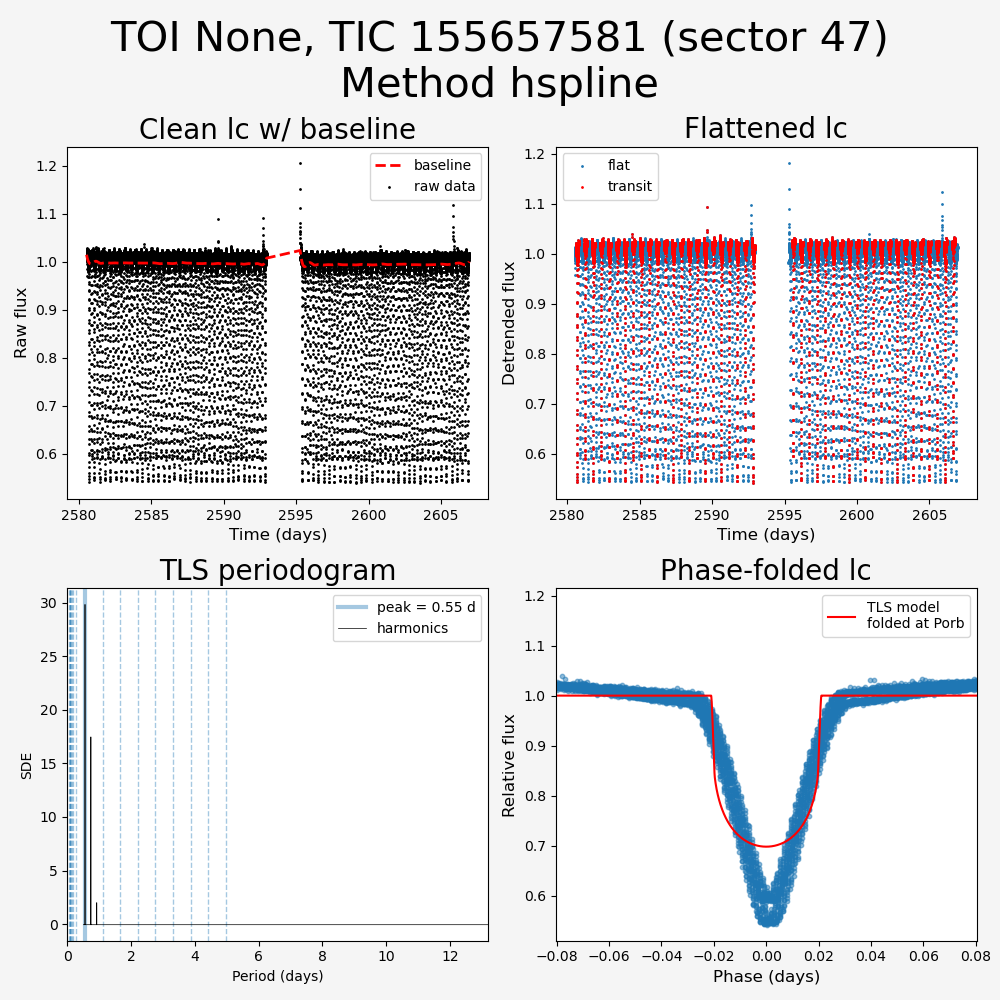 TOI None, TIC 155657581 (sector 47)
Method hspline
Clean lc w/ baseline
Flattened lc
baseline
raw data
flat
transit
1.2
1.1
1.0
0.9
0.8
0.7
0.6
Raw flux
2580
2585
2590
2595
2600
2605
Time (days)
1.2
1.1
1.0
0.9
0.8
0.7
0.6
Detrended flux
2580
2585
2590
2595
2600
2605
Time (days)
TLS periodogram
Phase-folded lc
peak = 0.55 d
harmonics
30
25
20
15
10
5
0
SDE
0
2
4
6
8
10
12
Period (days)
TLS model
folded at Porb
1.2
1.1
1.0
0.9
0.8
0.7
0.6
Relative flux
−0.08
−0.06
−0.04
−0.02
0.00
0.02
0.04
0.06
0.08
Phase (days)